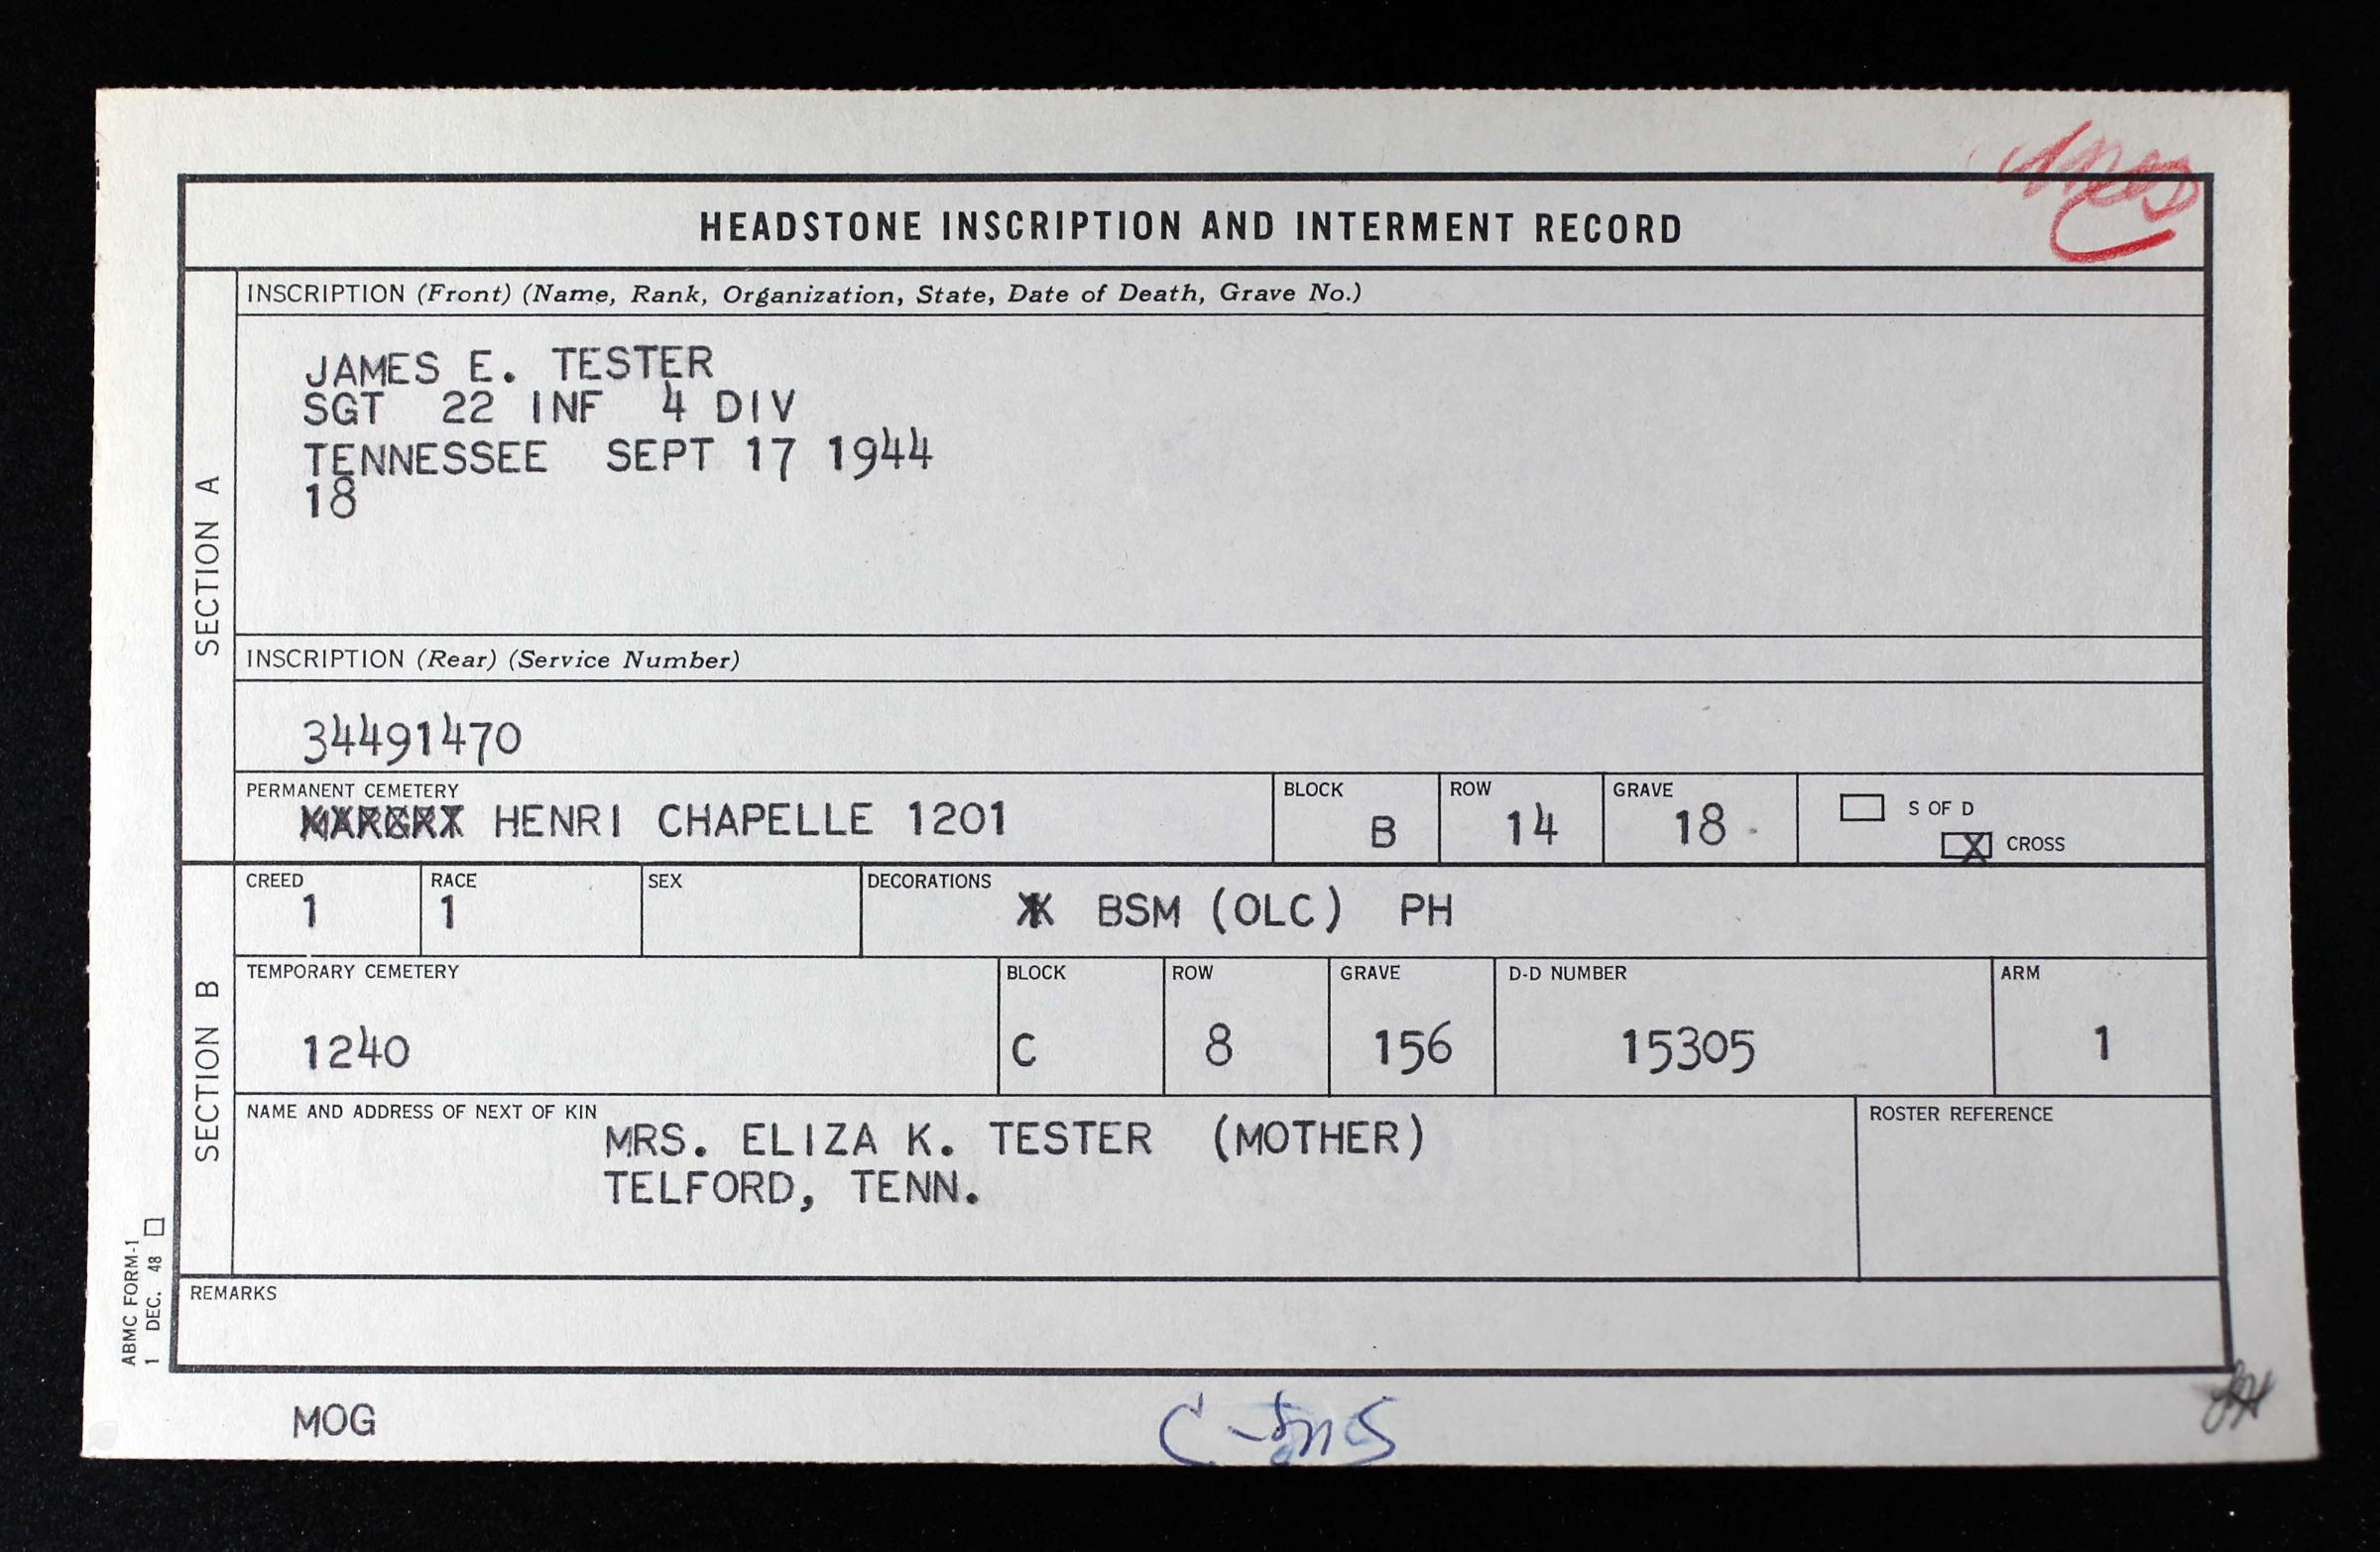 HEADSTONE INSCRIPTION AND INTERMENT RECORD
SECTION A
INSCRIPTION (Front) (Name, Rank, Organization, State, Date of Death, Grave No.)
JAMES E. TESTER
SGT 22 INF 4 DIV
TENNESSEE SEPT 17 1944
18
INSCRIPTION (Rear) (Service Number)
34491470
PERMANENT CEMETERY BLOCK ROW GRAVE
HENRI CHAPELLE 1201 B 14 18
S OF D
X CROSS
SECTION B
CREED RACE SEX DECORATIONS
1 1 BSM (OLC) PH
TEMPORARY CEMETERY BLOCK ROW GRAVE D-D NUMBER ARM
1240 C 8 156 15305 1
NAME AND ADDRESS OF NEXT OF KIN ROSTER REFERENCE
MRS. ELIZA K. TESTER (MOTHER)
TELFORD, TENN.
REMARKS
ABMC FORM-1
1 DEC. 48
MOG